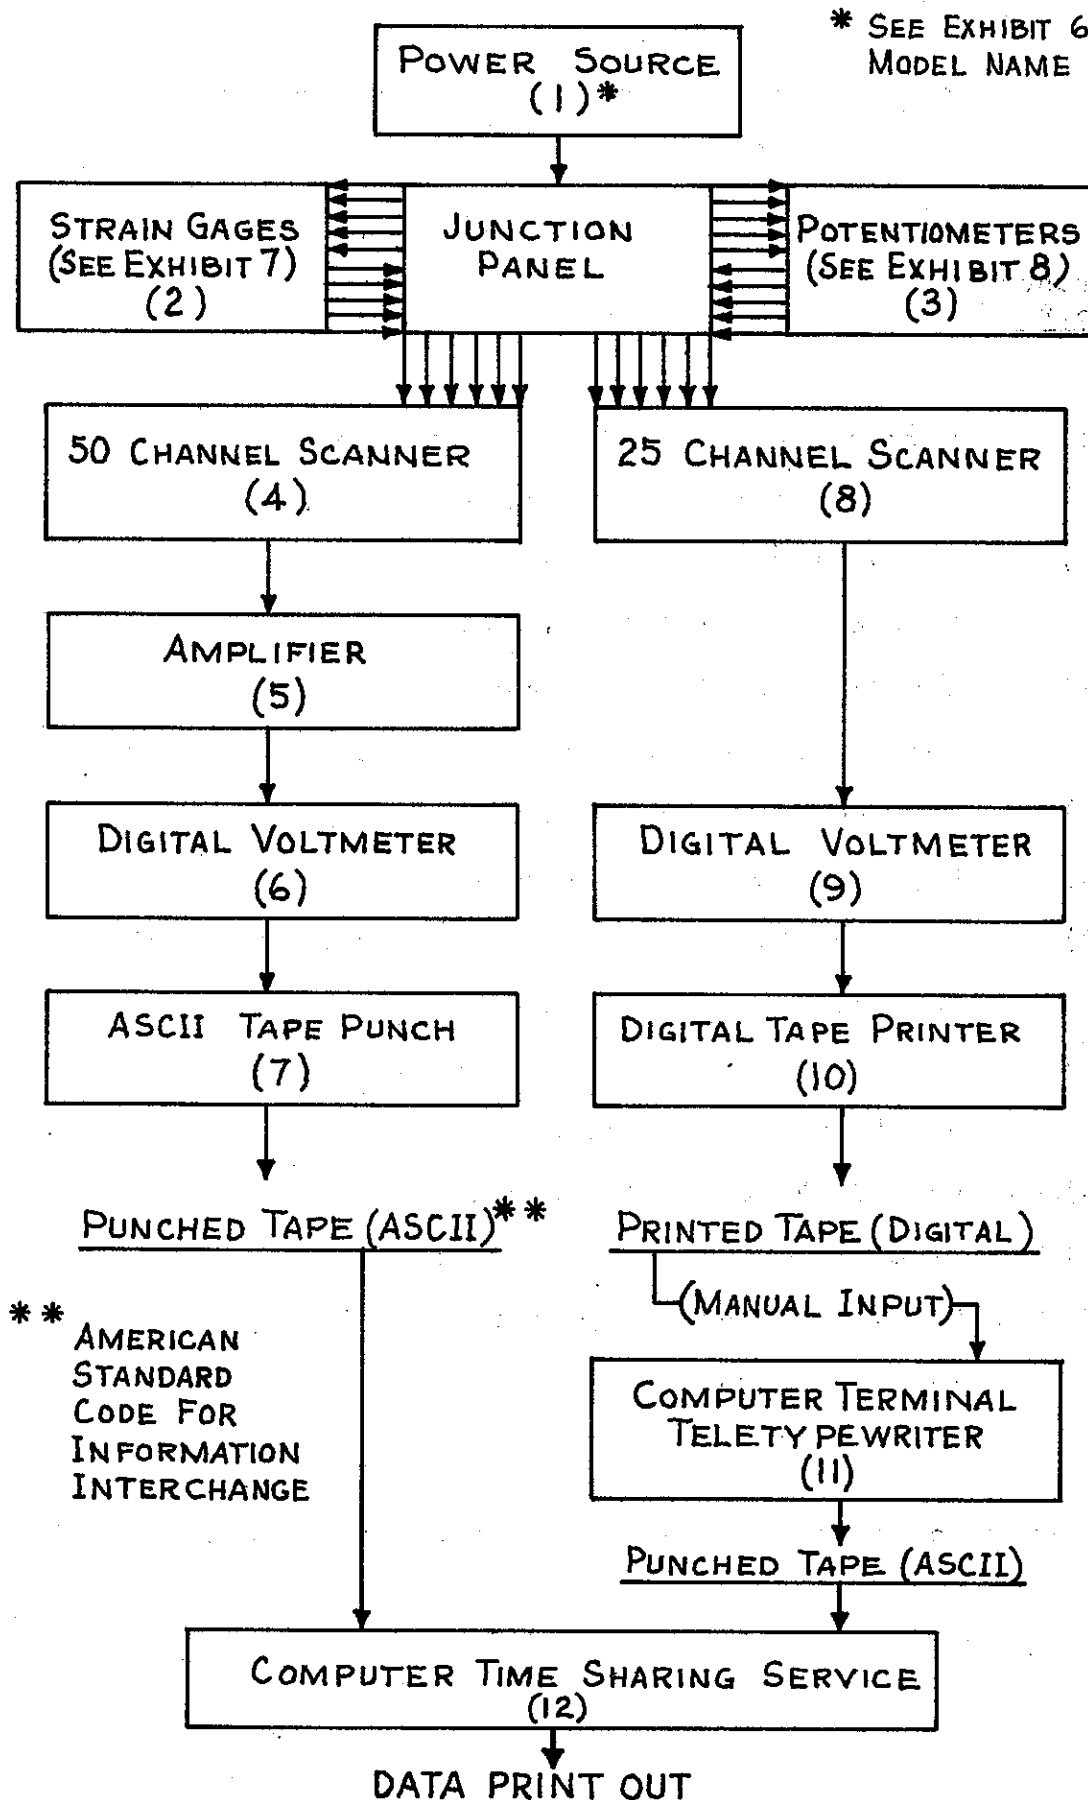 * SEE EXHIBIT 6
MODEL NAME
POWER SOURCE
(1)*
STRAIN GAGES
(SEE EXHIBIT 7)
(2)
JUNCTION
PANEL
POTENTIOMETERS
(SEE EXHIBIT 8)
(3)
50 CHANNEL SCANNER
(4)
25 CHANNEL SCANNER
(8)
AMPLIFIER
(5)
DIGITAL VOLTMETER
(6)
DIGITAL VOLTMETER
(9)
ASCII TAPE PUNCH
(7)
DIGITAL TAPE PRINTER
(10)
PUNCHED TAPE (ASCII)**
PRINTED TAPE (DIGITAL)
(MANUAL INPUT)
** AMERICAN
STANDARD
CODE FOR
INFORMATION
INTERCHANGE
COMPUTER TERMINAL
TELETYPEWRITER
(11)
PUNCHED TAPE (ASCII)
COMPUTER TIME SHARING SERVICE
(12)
DATA PRINT OUT